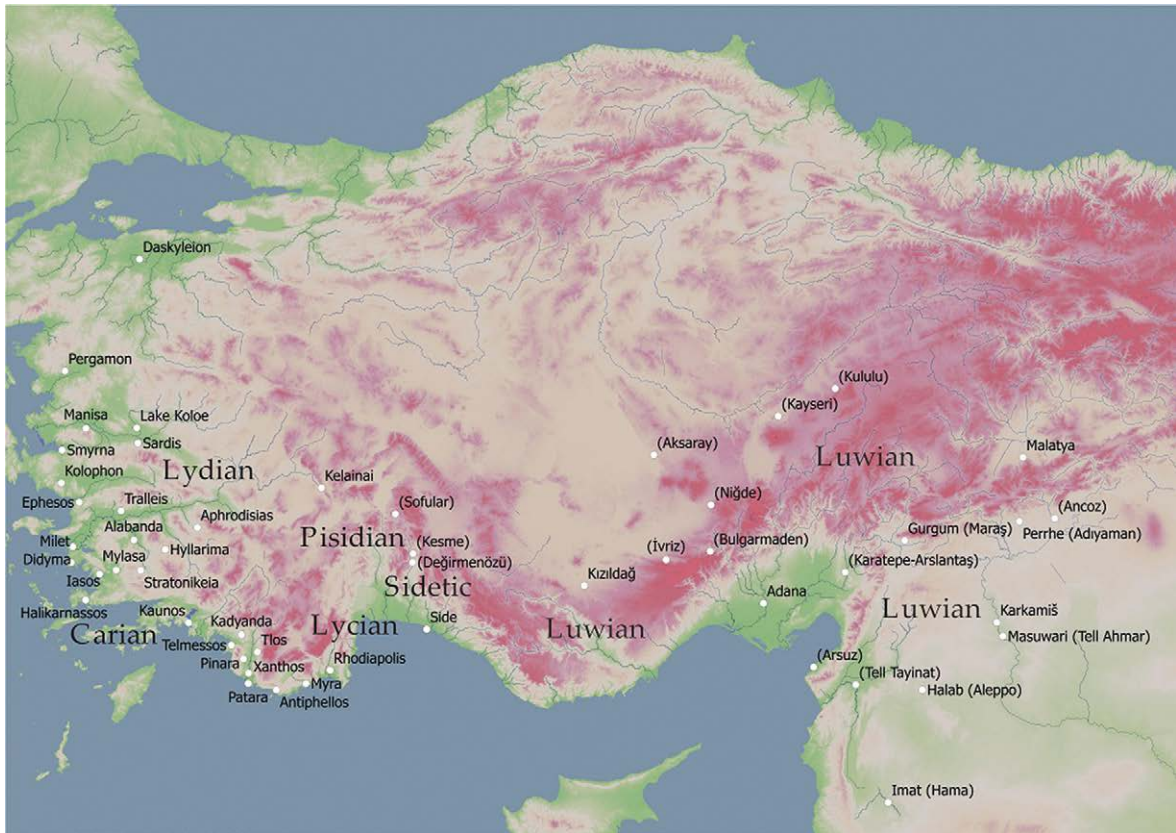 Daskyleion
Pergamon
(Kululu)
(Kayseri)
Manisa
Lake Koloe
Sardis
Smyrna
(Aksaray)
Malatya
Luwian
Lydian
Kolophon
Kelainai
Ephesos
Tralleis
(Sofular)
(Niğde)
(Ancoz)
Aphrodisias
Alabanda
Gurgum (Maraş)
Perrhe (Adıyaman)
Pisidian
Milet
Hyllarima
(Kesme)
(Bulgarmaden)
Didyma
Mylasa
(Değirmenözü)
(İvriz)
(Karatepe-Arslantaş)
Iasos
Stratonikeia
Sidetic
Kızıldağ
Adana
Halikarnassos
Kaunos
Luwian
Karkamiš
Carian
Kadyanda
Lycian
Side
Luwian
Masuwari (Tell Ahmar)
Telmessos
Tlos
Pinara
Xanthos
Rhodiapolis
(Arsuz)
(Tell Tayinat)
Patara
Myra
Antiphellos
Halab (Aleppo)
Imat (Hama)